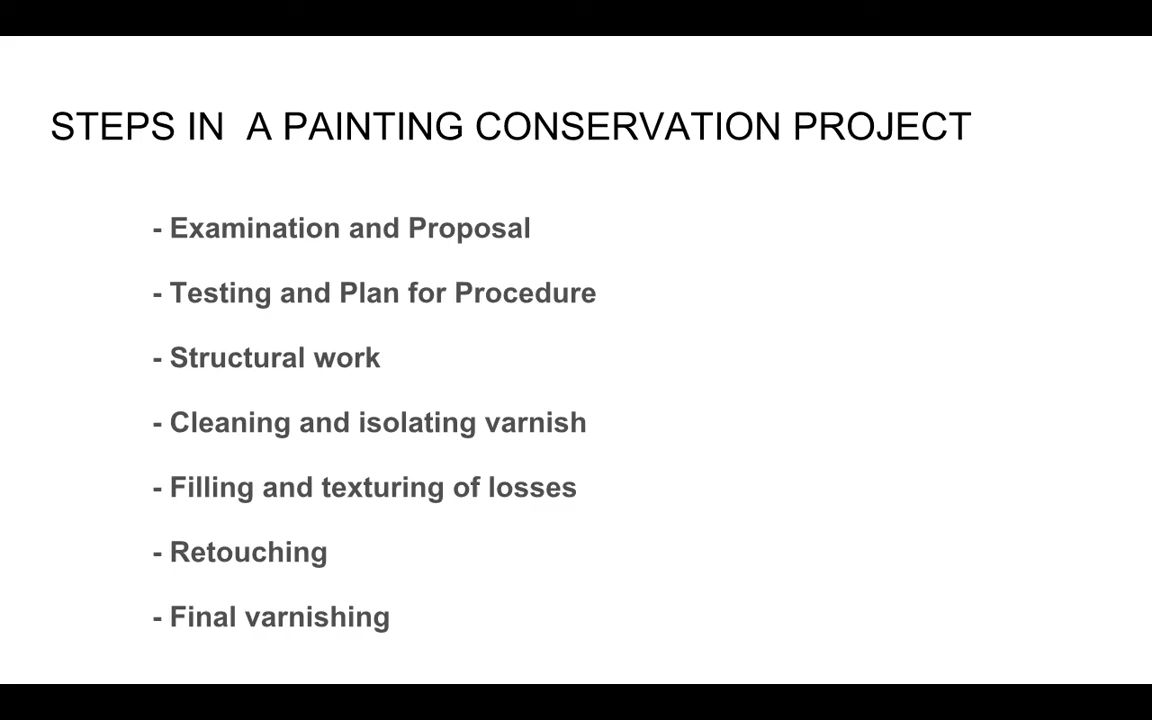 STEPS IN  A PAINTING CONSERVATION PROJECT
- Examination and Proposal
- Testing and Plan for Procedure
- Structural work
- Cleaning and isolating varnish
- Filling and texturing of losses
- Retouching
- Final varnishing